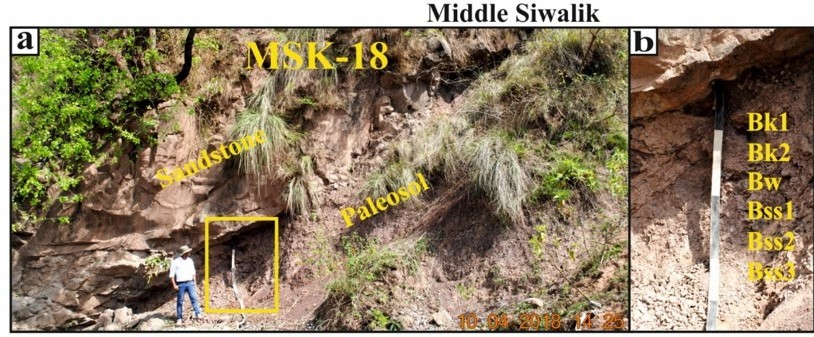 Middle Siwalik
a
MSK-18
Sandstone
Paleosol
10 04 2018 14:25
b
Bk1
Bk2
Bw
Bss1
Bss2
Bss3